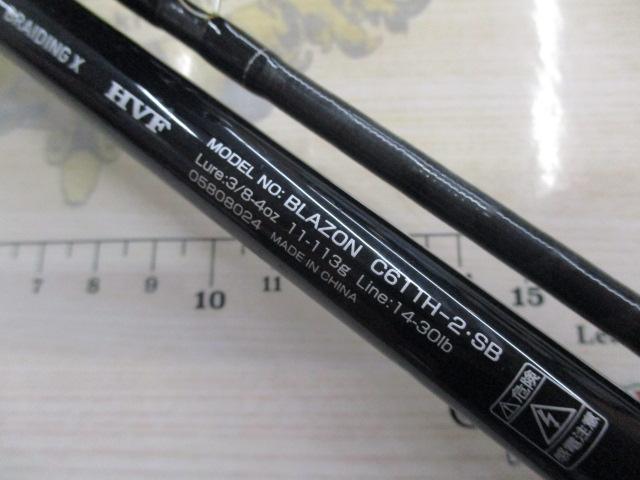 BRAIDING X
HVF
MODEL NO: BLAZON C6TTH-2・SB
Lure:3/8-4oz 11-113g Line:14-30lb
05808024 MADE IN CHINA
危険
感電注意
7 8 9 10 11 15